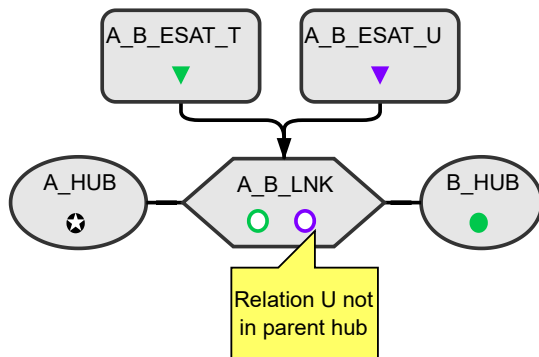 A_B_ESAT_T
A_B_ESAT_U
A_HUB
A_B_LNK
B_HUB
Relation U not
in parent hub